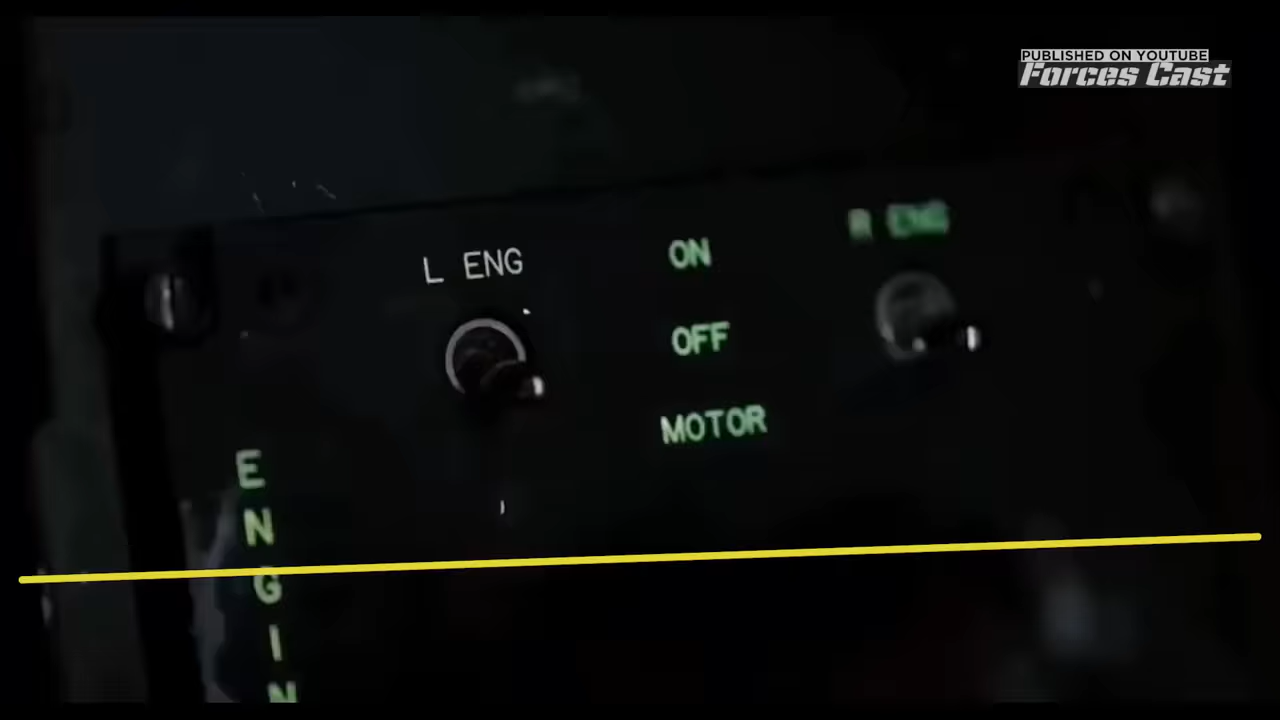 PUBLISHED ON YOUTUBE
Forces Cast
L ENG
ON
R ENG
OFF
MOTOR
E
N
G
I
N